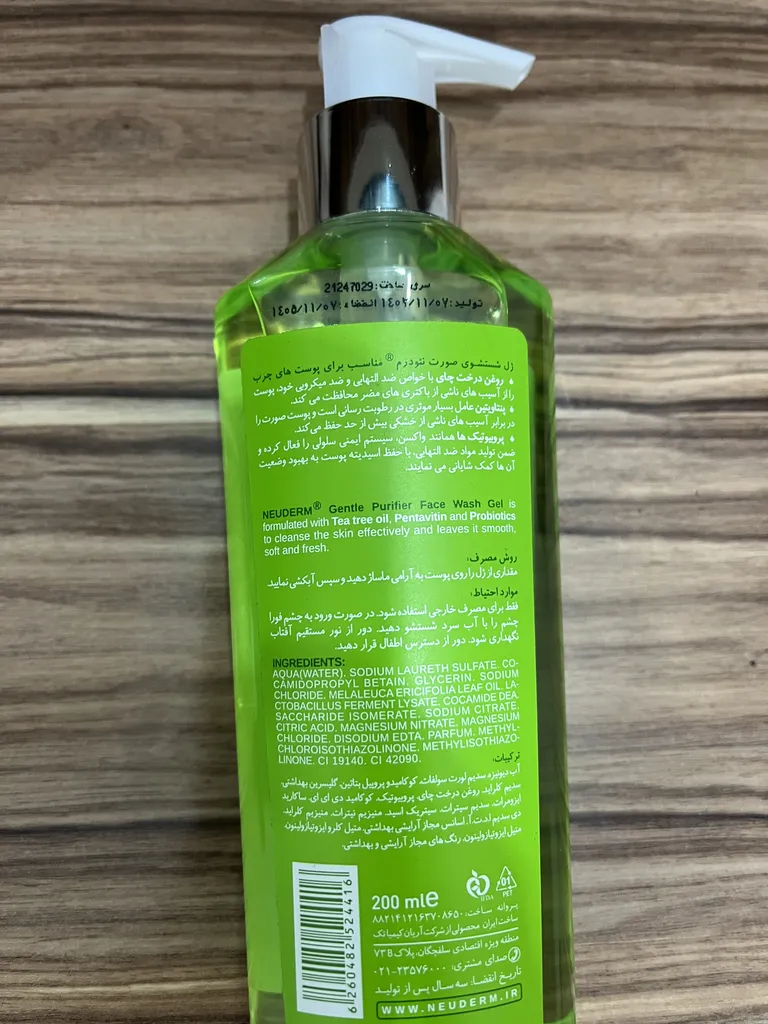 سری ساخت: 21247029
تولید: ۱۴۰۲/۱۱/۰۷ انقضاء: ۱۴۰۵/۱۱/۰۷
ژل شستشوی صورت نئودرم® مناسب برای پوست های چرب
• روغن درخت چای با خواص ضد التهابی و ضد میکروبی خود، پوست
را از آسیب های ناشی از باکتری های مضر محافظت می کند.
• پنتاویتین عامل بسیار موثری در رطوبت رسانی است و پوست صورت را
در برابر آسیب های ناشی از خشکی بیش از حد حفظ می‌کند.
• پروبیوتیک ها همانند واکسن، سیستم ایمنی سلولی را فعال کرده و
ضمن تولید مواد ضد التهابی، با حفظ اسیدیته پوست به بهبود وضعیت
آن ها کمک شایانی می نمایند.
NEUDERM® Gentle Purifier Face Wash Gel is
formulated with Tea tree oil, Pentavitin and Probiotics
to cleanse the skin effectively and leaves it smooth,
soft and fresh.
روش مصرف:
مقداری از ژل را روی پوست به آرامی ماساژ دهید و سپس آبکشی نمایید.
موارد احتیاط:
فقط برای مصرف خارجی استفاده شود. در صورت ورود به چشم فورا
چشم را با آب سرد شستشو دهید. دور از نور مستقیم آفتاب
نگهداری شود. دور از دسترس اطفال قرار دهید.
INGREDIENTS:
AQUA(WATER). SODIUM LAURETH SULFATE. CO-
CAMIDOPROPYL BETAIN. GLYCERIN. SODIUM
CHLORIDE. MELALEUCA ERICIFOLIA LEAF OIL. LA-
CTOBACILLUS FERMENT LYSATE. COCAMIDE DEA.
SACCHARIDE ISOMERATE. SODIUM CITRATE.
CITRIC ACID. MAGNESIUM NITRATE. MAGNESIUM
CHLORIDE. DISODIUM EDTA. PARFUM. METHYL-
CHLOROISOTHIAZOLINONE. METHYLISOTHIAZO-
LINONE. CI 19140. CI 42090.
ترکیبات:
آب دیونیزه. سدیم لورت سولفات. کوکامیدو پروپیل بتائین. گلیسرین بهداشتی.
سدیم کلراید. روغن درخت چای. پروبیوتیک. کوکامید دی ای ای. ساکارید
ایزومرات. سدیم سیترات. سیتریک اسید. منیزیم نیترات. منیزیم کلراید.
دی سدیم ا.د.ت.آ. اسانس مجاز آرایشی بهداشتی. متیل کلرو ایزوتیازولینون.
متیل ایزوتیازولینون. رنگ های مجاز آرایشی و بهداشتی.
6 260482 524416
200 ml℮
IFDA
01
PET
پروانه ساخت: ۸۸۲۱۴۱۲۱۶۳۷۰۸۶۵۰
ساخت ایران محصولی از شرکت آریان کیمیا تک
منطقه ویژه اقتصادی سلفچگان، پلاک ۷۳B
صدای مشتری: ۰۲۱-۲۳۵۷۶۰۰۰
تاریخ انقضا: سه سال پس از تولید
WWW.NEUDERM.IR